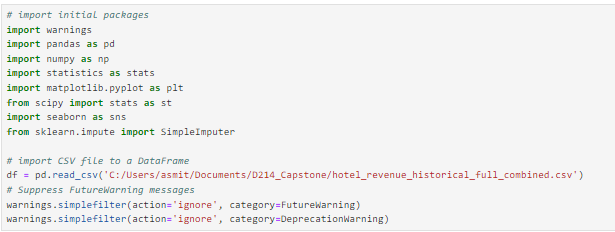 # import initial packages
import warnings
import pandas as pd
import numpy as np
import statistics as stats
import matplotlib.pyplot as plt
from scipy import stats as st
import seaborn as sns
from sklearn.impute import SimpleImputer
# import CSV file to a DataFrame
df = pd.read_csv('C:/Users/asmit/Documents/D214_Capstone/hotel_revenue_historical_full_combined.csv')
# Suppress FutureWarning messages
warnings.simplefilter(action='ignore', category=FutureWarning)
warnings.simplefilter(action='ignore', category=DeprecationWarning)